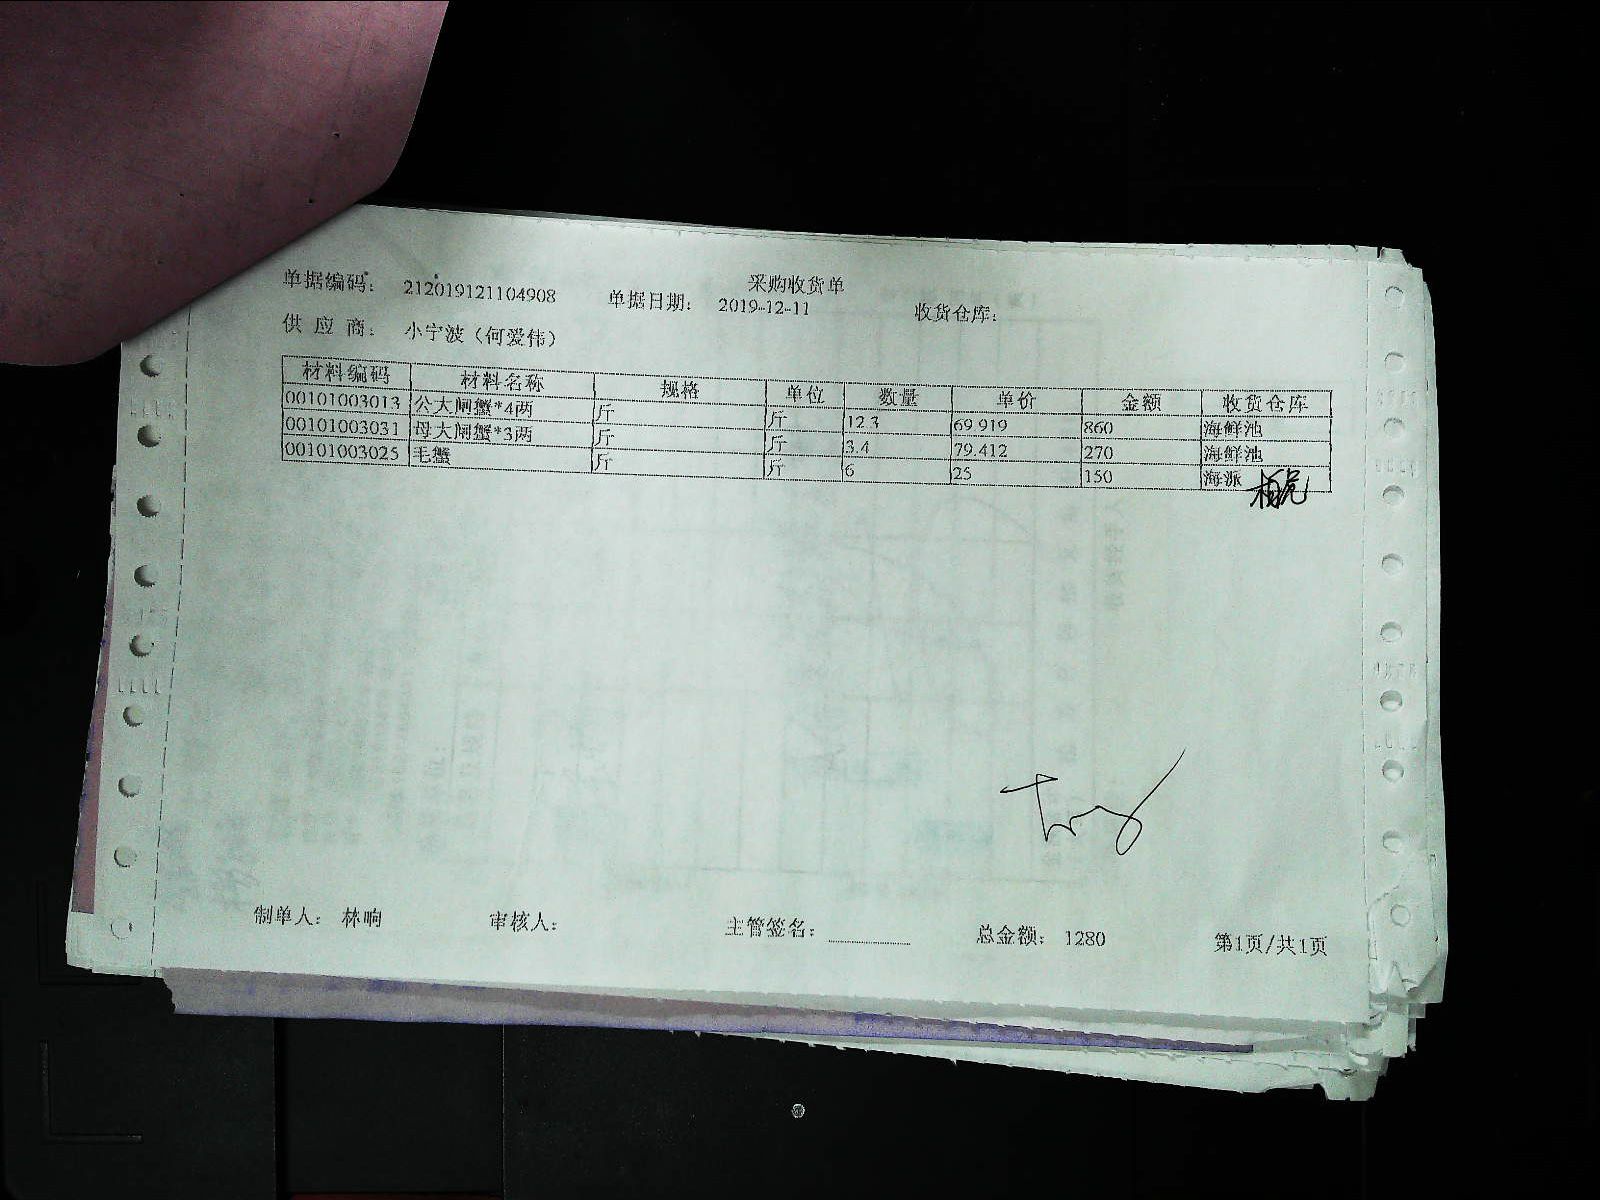 采购收货单
单据编码： 212019121104908 单据日期： 2019-12-11 收货仓库：
供 应 商： 小宁波（何爱伟）
材料编码 材料名称 规格 单位 数量 单价 金额 收货仓库
00101003013 公大闸蟹*4两 斤 斤 12.3 69.919 860 海鲜池
00101003031 母大闸蟹*3两 斤 斤 3.4 79.412 270 海鲜池
00101003025 毛蟹 斤 斤 6 25 150 海派
制单人： 林响 审核人： 主管签名： 总金额： 1280 第1页/共1页